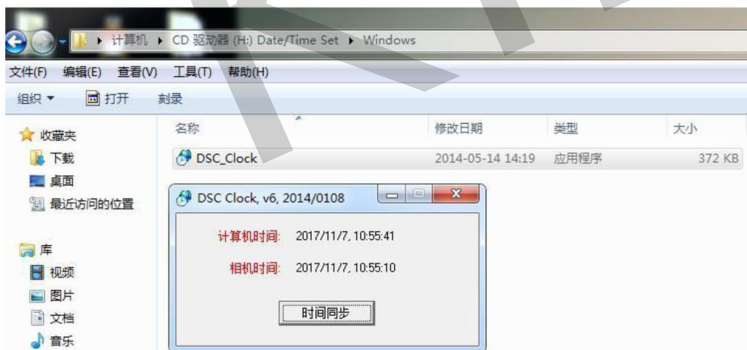 计算机 ▸ CD 驱动器 (H:) Date/Time Set ▸ Windows
文件(F) 编辑(E) 查看(V) 工具(T) 帮助(H)
组织 打开 刻录
名称 修改日期 类型 大小
收藏夹
下载
桌面
最近访问的位置
库
视频
图片
文档
音乐
DSC_Clock 2014-05-14 14:19 应用程序 372 KB
DSC Clock, v6, 2014/0108
计算机时间: 2017/11/7, 10:55:41
相机时间: 2017/11/7, 10:55:10
时间同步